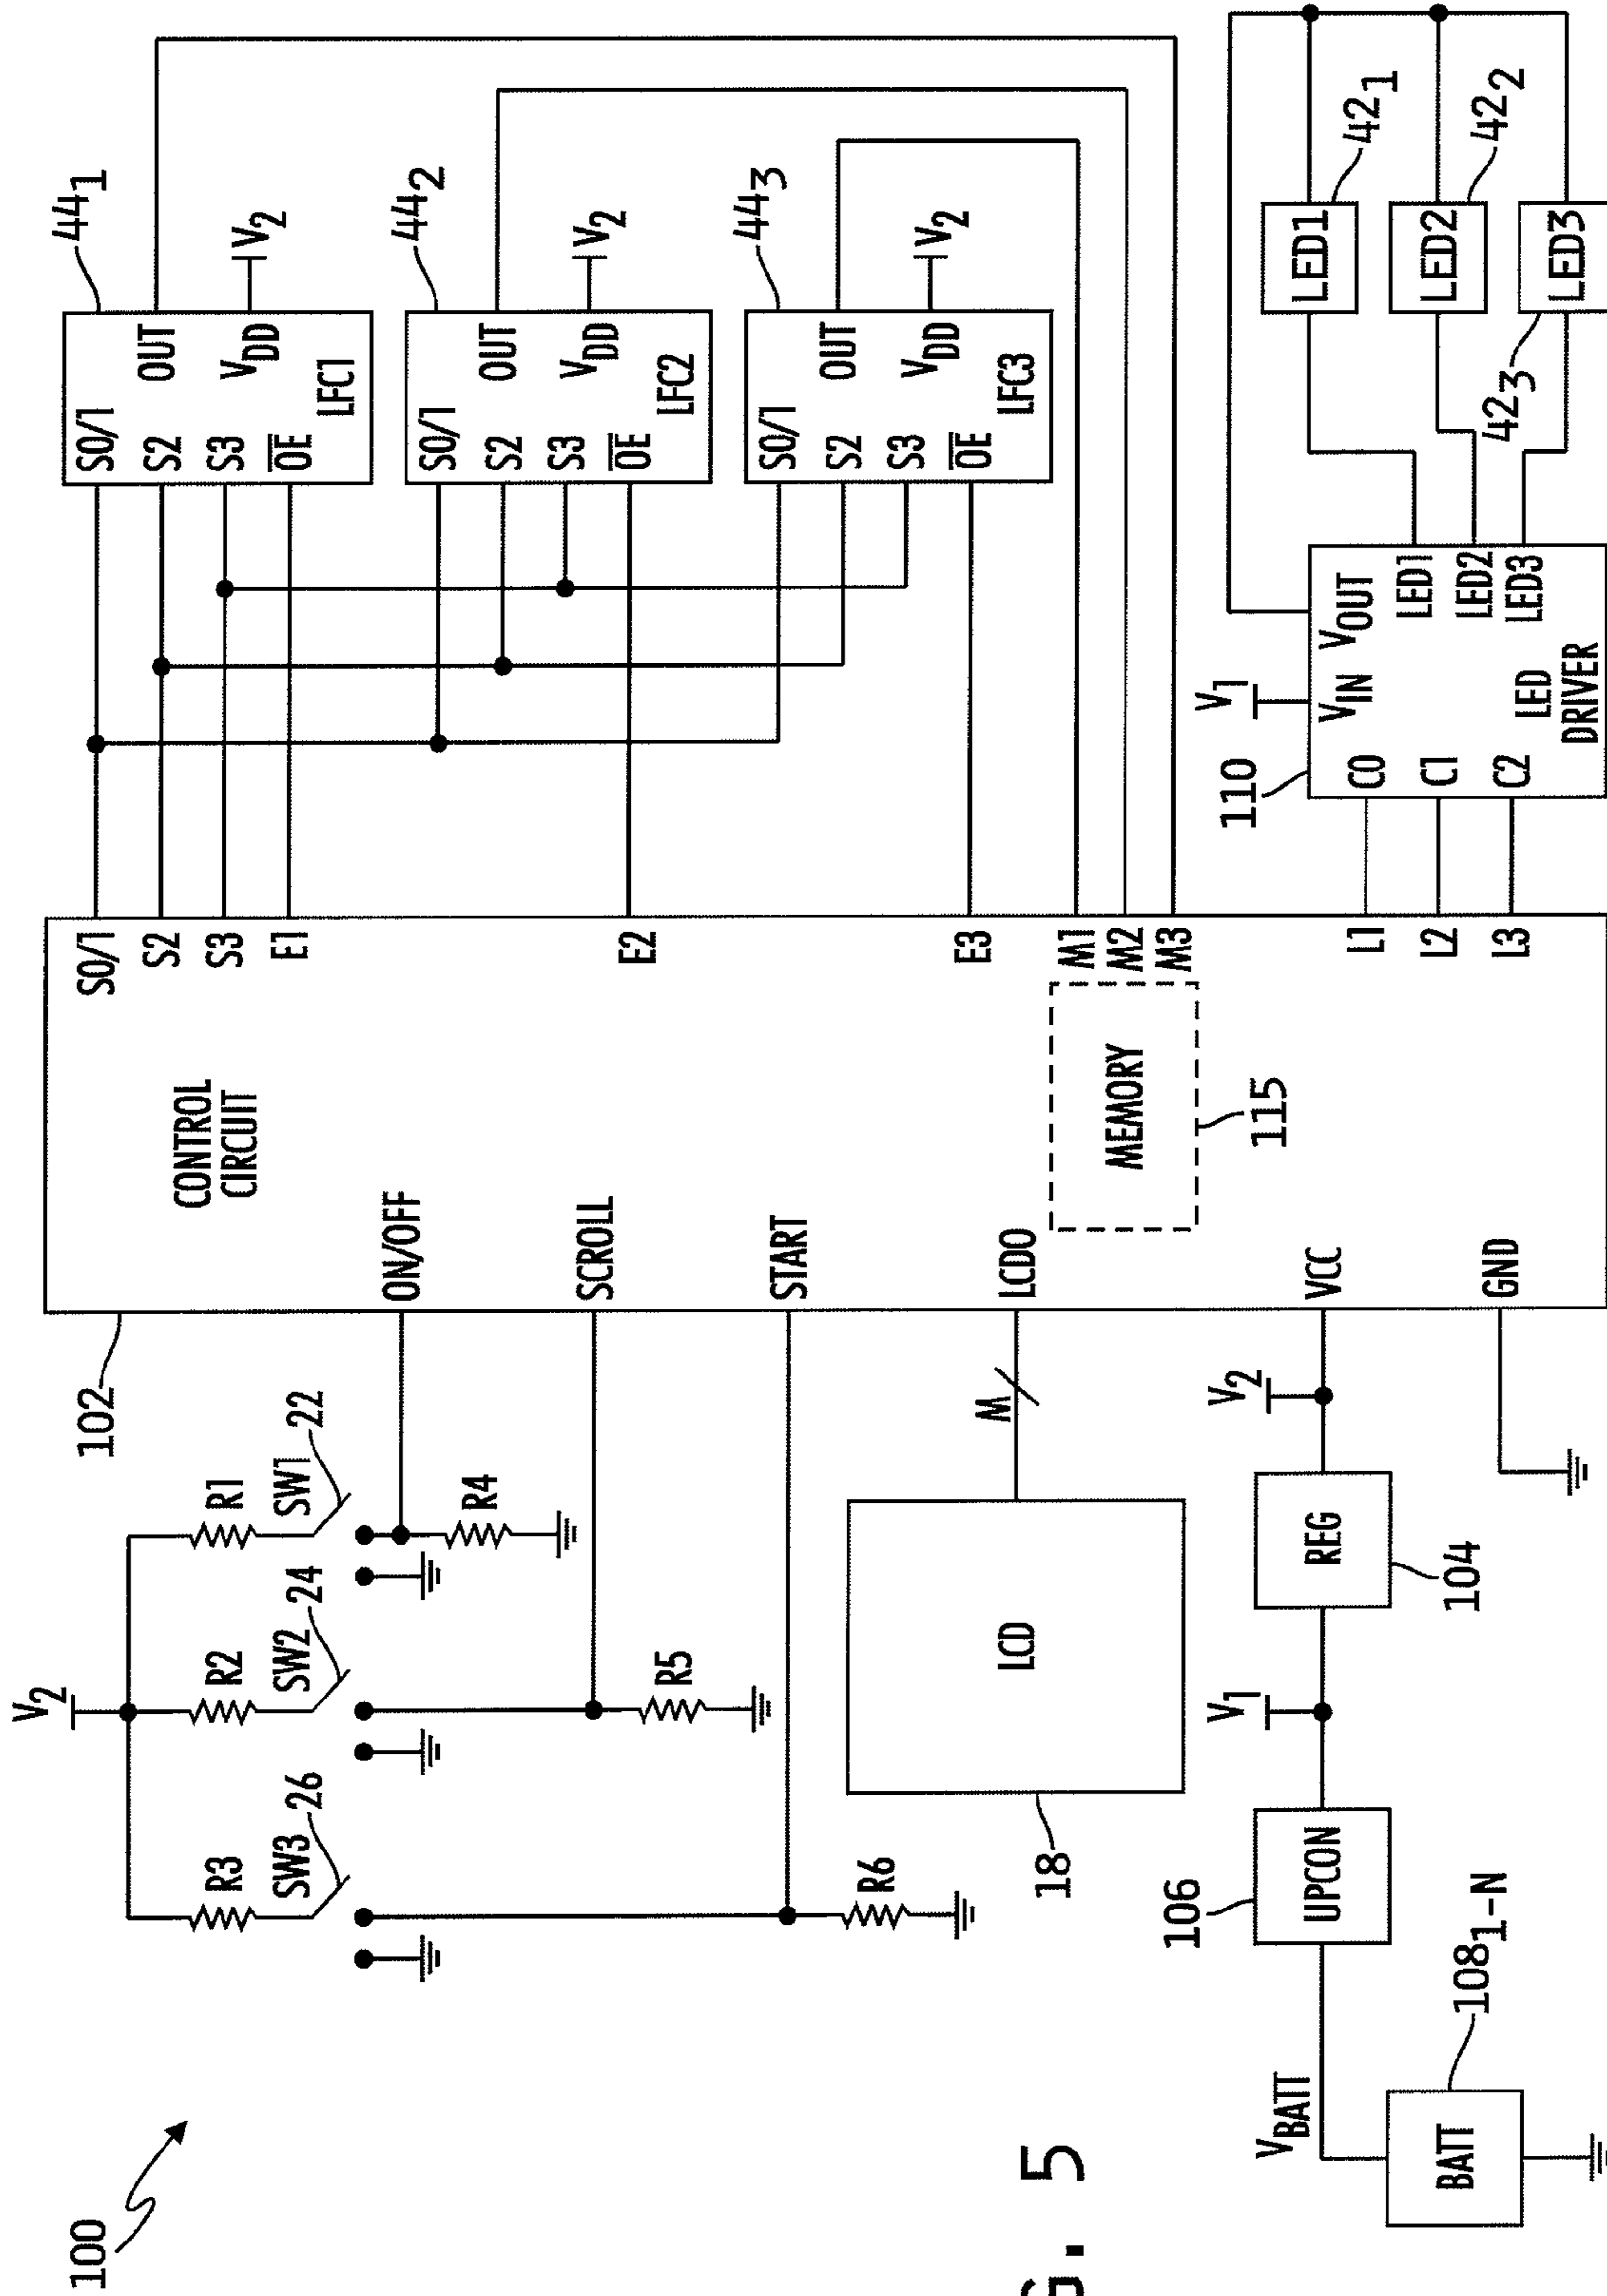 100
V2
R3
R2
R1
SW3
26
SW2
24
SW1
22
R6
R5
R4
102
CONTROL
CIRCUIT
ON/OFF
SCROLL
START
LCDO
VCC
GND
S0/1
S2
S3
E1
E2
E3
M1
M2
M3
L1
L2
L3
MEMORY
115
LCD
18
M
BATT
108 1-N
VBATT
UPCON
106
V1
REG
104
V2
S0/1
S2
S3
OE
OUT
VDD
LFC1
44 1
V2
S0/1
S2
S3
OE
OUT
VDD
LFC2
44 2
V2
S0/1
S2
S3
OE
OUT
VDD
LFC3
44 3
V2
110
V1
C0
C1
C2
VIN
VOUT
LED1
LED2
LED3
LED
DRIVER
LED1
42 1
LED2
42 2
LED3
42 3
5